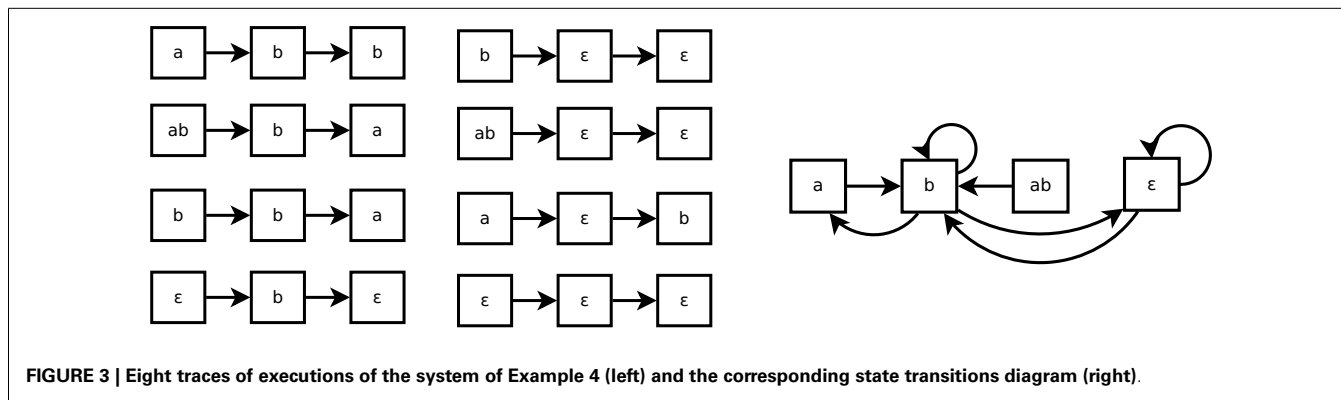 a b b
b ε ε
ab b a
ab ε ε
b b a
a ε b
ε b ε
ε ε ε
a b ab ε
FIGURE 3 | Eight traces of executions of the system of Example 4 (left) and the corresponding state transitions diagram (right).